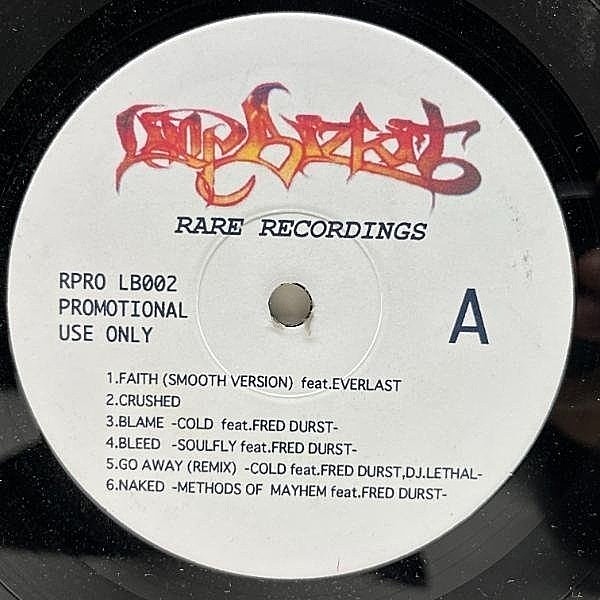 limpbizkit
RARE RECORDINGS
RPRO LB002
PROMOTIONAL
USE ONLY
A
1.FAITH (SMOOTH VERSION) feat.EVERLAST
2.CRUSHED
3.BLAME -COLD feat.FRED DURST-
4.BLEED -SOULFLY feat.FRED DURST-
5.GO AWAY (REMIX) -COLD feat.FRED DURST,DJ.LETHAL-
6.NAKED -METHODS OF MAYHEM feat.FRED DURST-